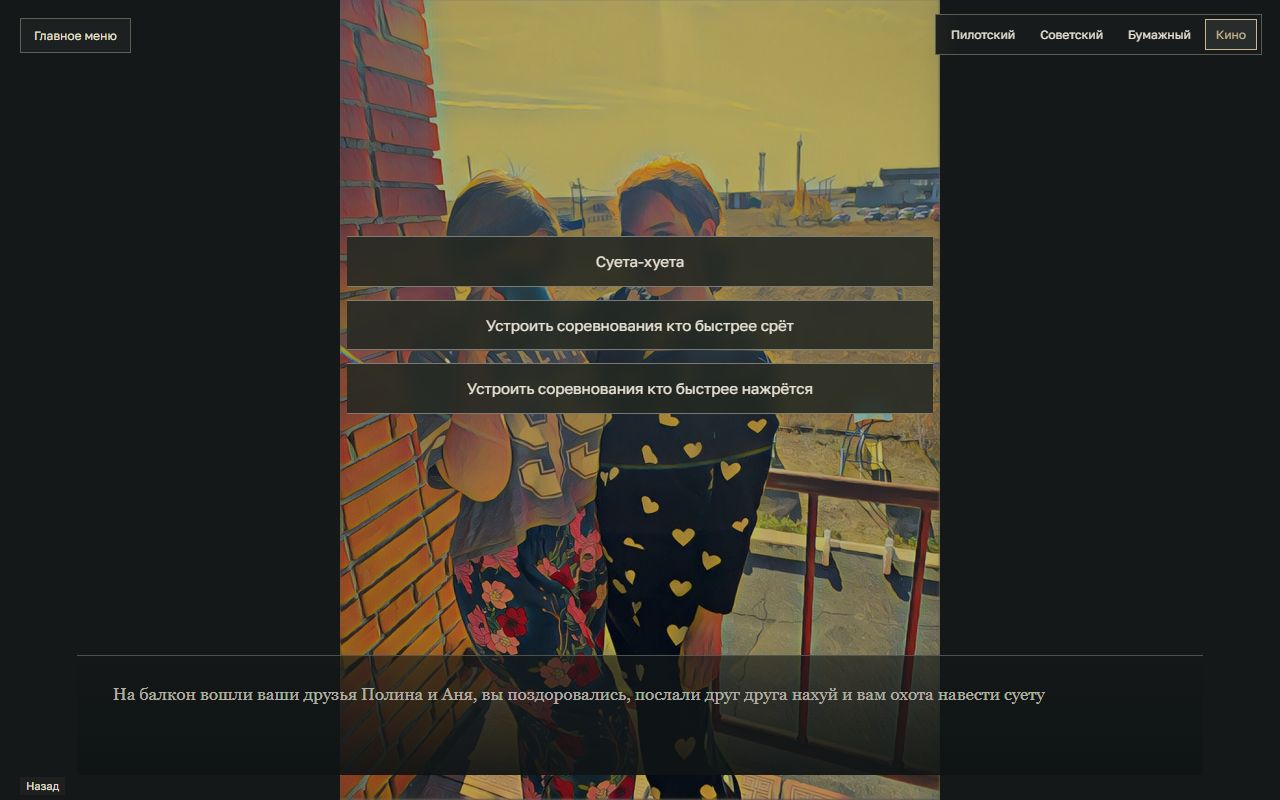 Главное меню
Пилотский Советский Бумажный Кино
Суета-хуета
Устроить соревнования кто быстрее срёт
Устроить соревнования кто быстрее нажрётся
99
На балкон вошли ваши друзья Полина и Аня, вы поздоровались, послали друг друга нахуй и вам охота навести суету
Назад